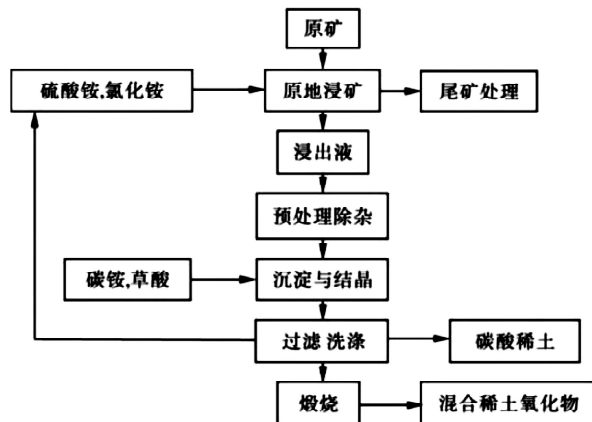 原矿
硫酸铵,氯化铵
原地浸矿
尾矿处理
浸出液
预处理除杂
碳铵,草酸
沉淀与结晶
过滤 洗涤
碳酸稀土
煅烧
混合稀土氧化物